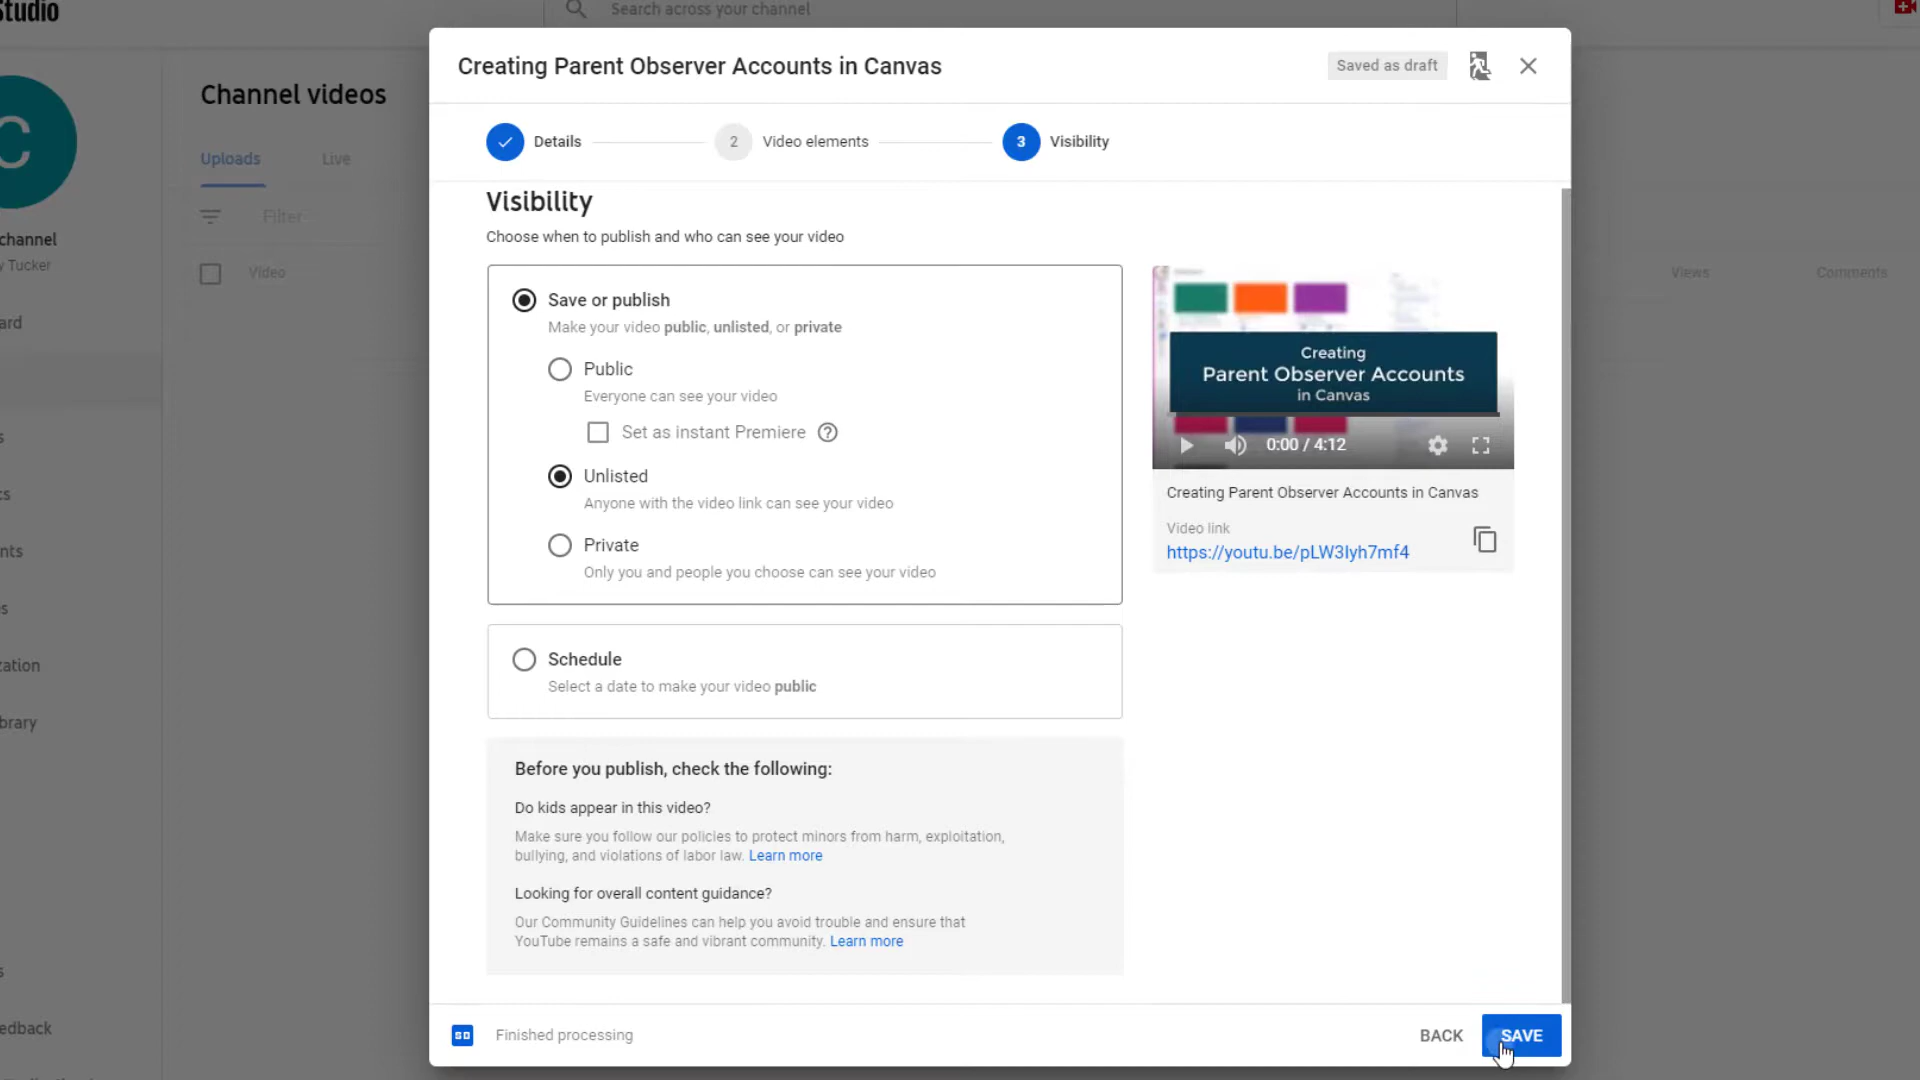 Studio
Search across your channel
Creating Parent Observer Accounts in Canvas
Saved as draft
Channel videos
Details
2
Video elements
3
Visibility
Uploads
Live
Filter
Video
Views
Comments
C
channel
y Tucker
ard
s
cs
nts
es
zation
brary
s
edback
Visibility
Choose when to publish and who can see your video
Save or publish
Make your video public, unlisted, or private
Public
Everyone can see your video
Set as instant Premiere
Unlisted
Anyone with the video link can see your video
Private
Only you and people you choose can see your video
Schedule
Select a date to make your video public
Before you publish, check the following:
Do kids appear in this video?
Make sure you follow our policies to protect minors from harm, exploitation,
bullying, and violations of labor law. Learn more
Looking for overall content guidance?
Our Community Guidelines can help you avoid trouble and ensure that
YouTube remains a safe and vibrant community. Learn more
Creating
Parent Observer Accounts
in Canvas
0:00 / 4:12
Creating Parent Observer Accounts in Canvas
Video link
https://youtu.be/pLW3Iyh7mf4
SD
Finished processing
BACK
SAVE